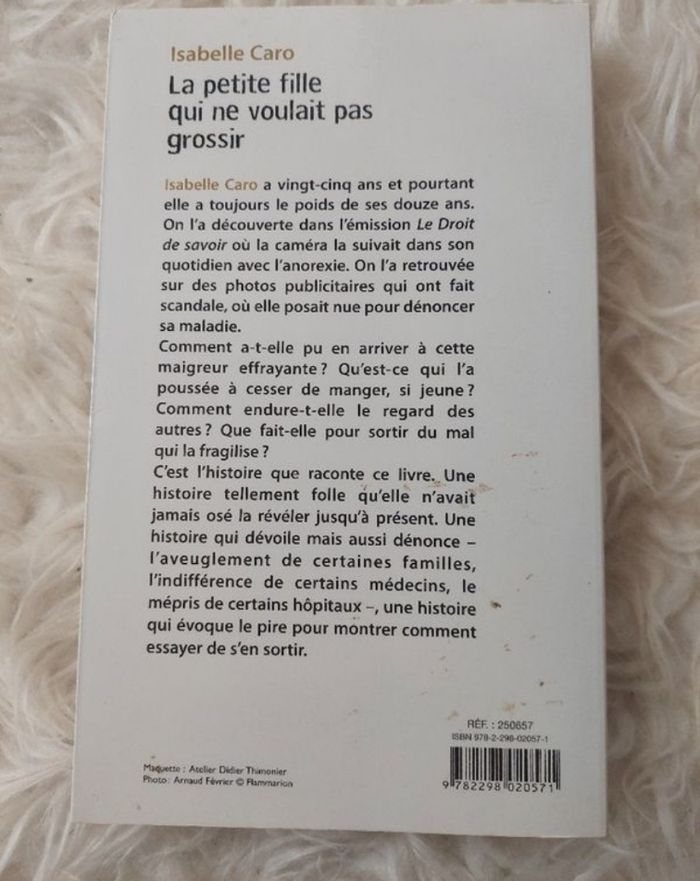 Isabelle Caro
La petite fille
qui ne voulait pas
grossir
Isabelle Caro a vingt-cinq ans et pourtant
elle a toujours le poids de ses douze ans.
On l'a découverte dans l'émission Le Droit
de savoir où la caméra la suivait dans son
quotidien avec l'anorexie. On l'a retrouvée
sur des photos publicitaires qui ont fait
scandale, où elle posait nue pour dénoncer
sa maladie.
Comment a-t-elle pu en arriver à cette
maigreur effrayante ? Qu'est-ce qui l'a
poussée à cesser de manger, si jeune ?
Comment endure-t-elle le regard des
autres ? Que fait-elle pour sortir du mal
qui la fragilise ?
C'est l'histoire que raconte ce livre. Une
histoire tellement folle qu'elle n'avait
jamais osé la révéler jusqu'à présent. Une
histoire qui dévoile mais aussi dénonce –
l'aveuglement de certaines familles,
l'indifférence de certains médecins, le
mépris de certains hôpitaux –, une histoire
qui évoque le pire pour montrer comment
essayer de s'en sortir.
RÉF. : 250657
ISBN 978-2-298-02057-1
9 782298 020571
Maquette : Atelier Didier Thimonier
Photo : Arnaud Février © Flammarion